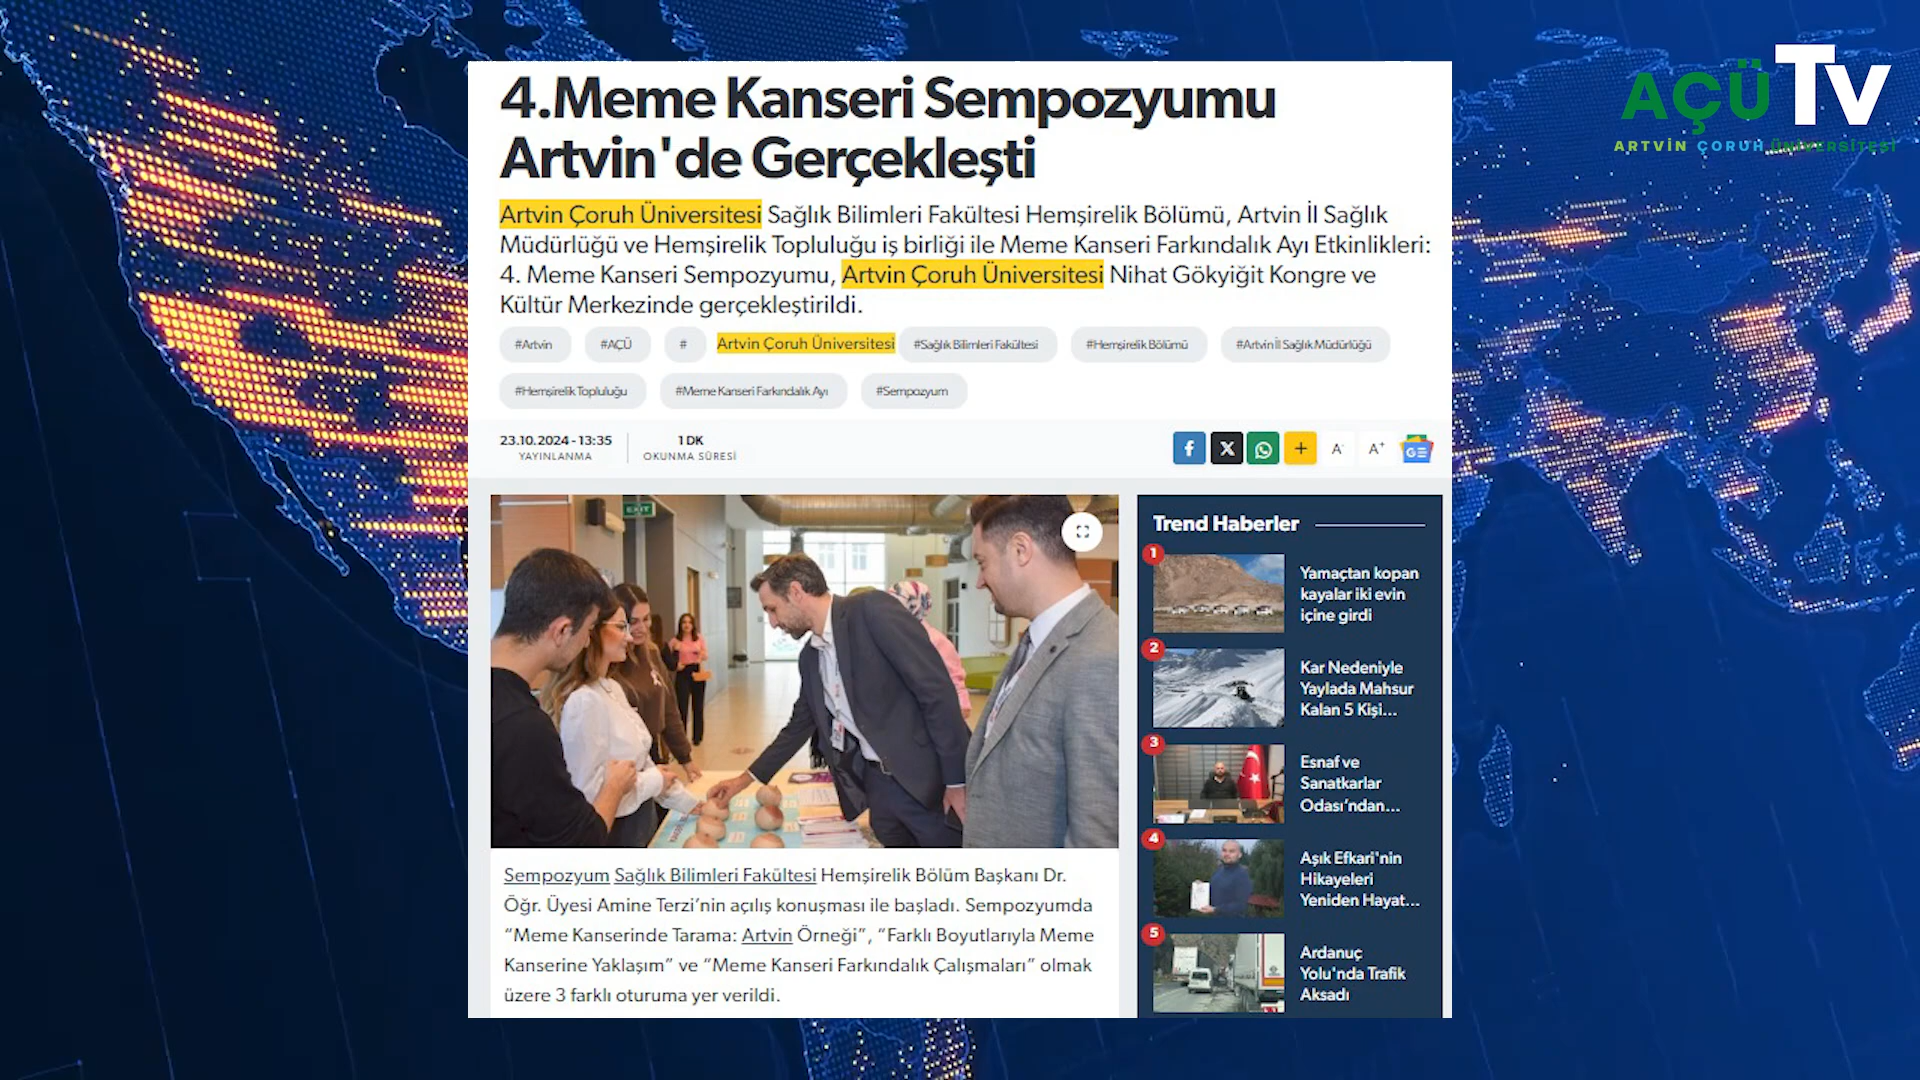 AÇÜ TV
ARTVİN ÇORUH ÜNİVERSİTESİ
4.Meme Kanseri Sempozyumu
Artvin'de Gerçekleşti
Artvin Çoruh Üniversitesi Sağlık Bilimleri Fakültesi Hemşirelik Bölümü, Artvin İl Sağlık
Müdürlüğü ve Hemşirelik Topluluğu iş birliği ile Meme Kanseri Farkındalık Ayı Etkinlikleri:
4. Meme Kanseri Sempozyumu, Artvin Çoruh Üniversitesi Nihat Gökyiğit Kongre ve
Kültür Merkezinde gerçekleştirildi.
#Artvin #AÇÜ # Artvin Çoruh Üniversitesi #Sağlık Bilimleri Fakültesi #Hemşirelik Bölümü #Artvin İl Sağlık Müdürlüğü
#Hemşirelik Topluluğu #Meme Kanseri Farkındalık Ayı #Sempozyum
23.10.2024 - 13:35
YAYINLANMA
1 DK
OKUNMA SÜRESİ
A-
A+
GE
EXIT
Sempozyum Sağlık Bilimleri Fakültesi Hemşirelik Bölüm Başkanı Dr.
Öğr. Üyesi Amine Terzi’nin açılış konuşması ile başladı. Sempozyumda
“Meme Kanserinde Tarama: Artvin Örneği”, “Farklı Boyutlarıyla Meme
Kanserine Yaklaşım” ve “Meme Kanseri Farkındalık Çalışmaları” olmak
üzere 3 farklı oturuma yer verildi.
Trend Haberler
1
Yamaçtan kopan
kayalar iki evin
içine girdi
2
Kar Nedeniyle
Yaylada Mahsur
Kalan 5 Kişi...
3
Esnaf ve
Sanatkarlar
Odası’ndan...
4
Aşık Efkari'nin
Hikayeleri
Yeniden Hayat...
5
Ardanuç
Yolu'nda Trafik
Aksadı